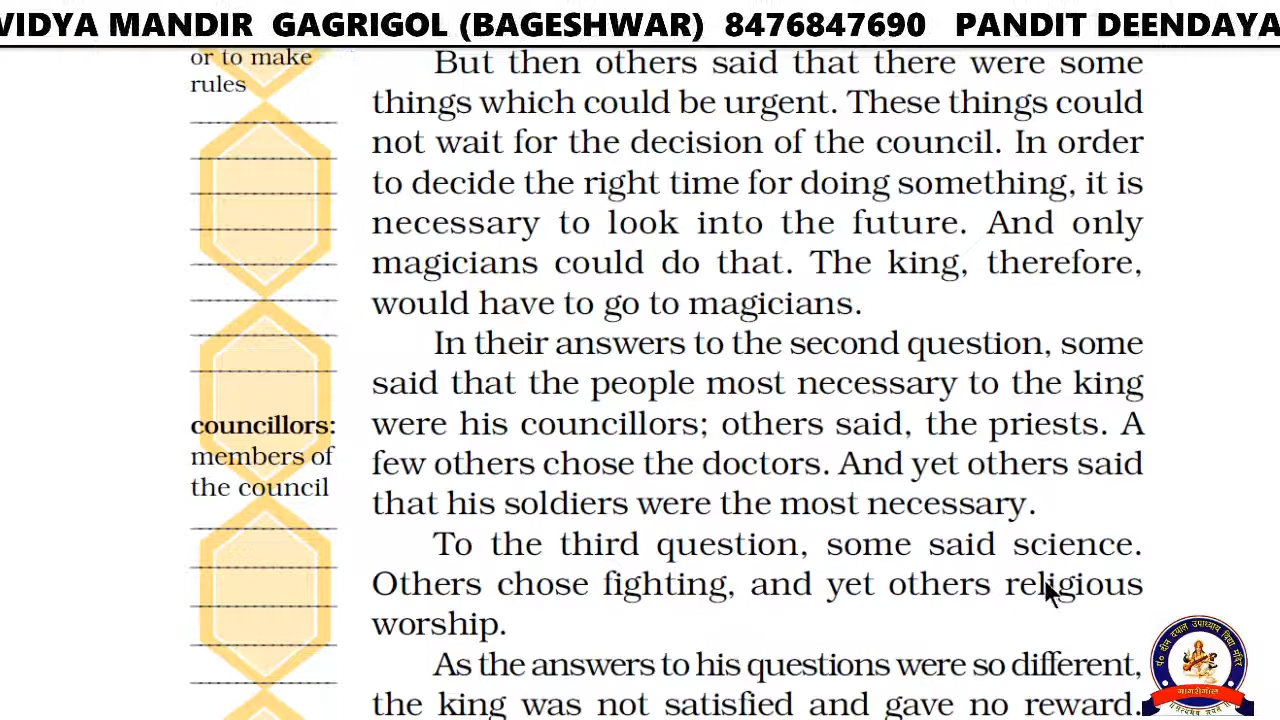 VIDYA MANDIR GAGRIGOL (BAGESHWAR) 8476847690 PANDIT DEENDAYA
or to make
rules
councillors:
members of
the council
But then others said that there were some
things which could be urgent. These things could
not wait for the decision of the council. In order
to decide the right time for doing something, it is
necessary to look into the future. And only
magicians could do that. The king, therefore,
would have to go to magicians.
In their answers to the second question, some
said that the people most necessary to the king
were his councillors; others said, the priests. A
few others chose the doctors. And yet others said
that his soldiers were the most necessary.
To the third question, some said science.
Others chose fighting, and yet others religious
worship.
As the answers to his questions were so different,
the king was not satisfied and gave no reward.
पं० दीन दयाल उपाध्याय विद्या मंदिर
गागरीगोल